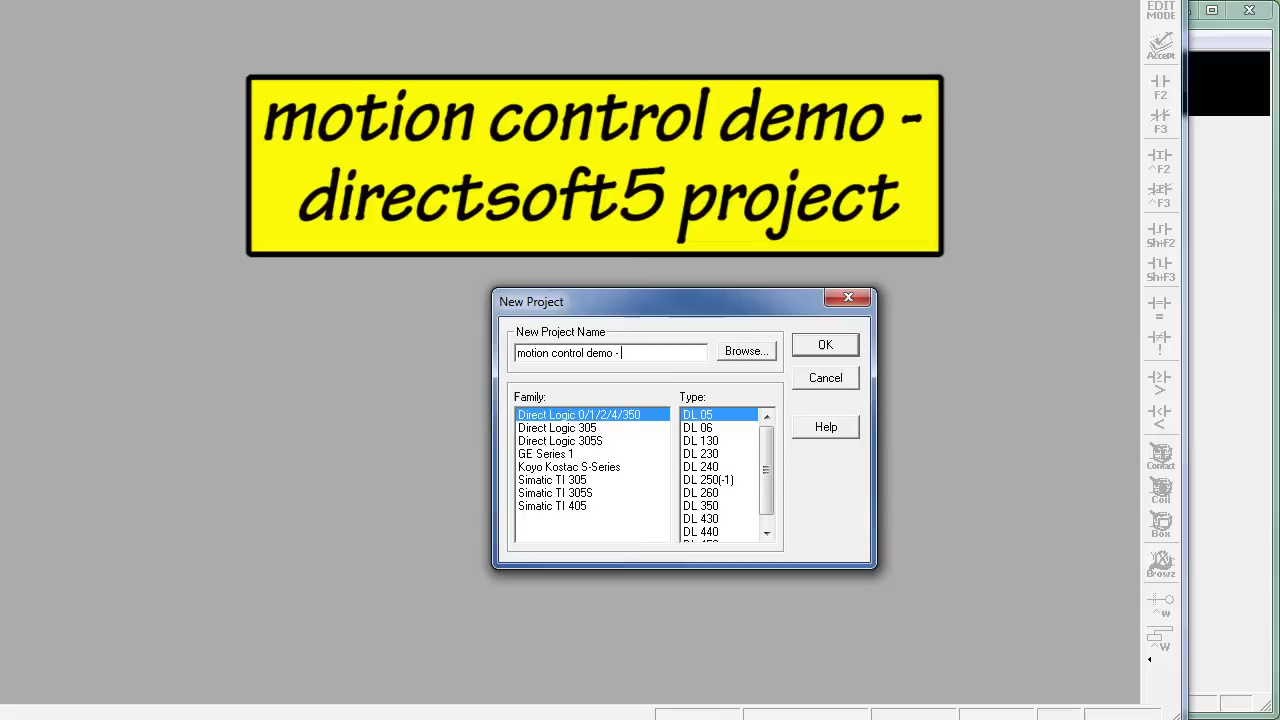 EDIT
MODE
Accept
F2
F3
^F2
^F3
Sh+F2
Sh+F3
=
!
>
<
Contact
Coil
Box
Browz
^W
^W
motion control demo -
directsoft5 project
New Project
New Project Name
motion control demo -
Browse...
OK
Cancel
Help
Family:
Direct Logic 0/1/2/4/350
Direct Logic 305
Direct Logic 305S
GE Series 1
Koyo Kostac S-Series
Simatic TI 305
Simatic TI 305S
Simatic TI 405
Type:
DL 05
DL 06
DL 130
DL 230
DL 240
DL 250(1)
DL 260
DL 350
DL 430
DL 440